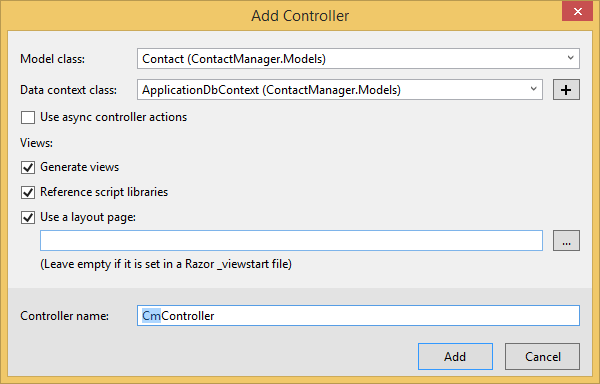 Add Controller
Model class: Contact (ContactManager.Models)
Data context class: ApplicationDbContext (ContactManager.Models) +
Use async controller actions
Views:
Generate views
Reference script libraries
Use a layout page:
...
(Leave empty if it is set in a Razor _viewstart file)
Controller name: CmController
Add Cancel